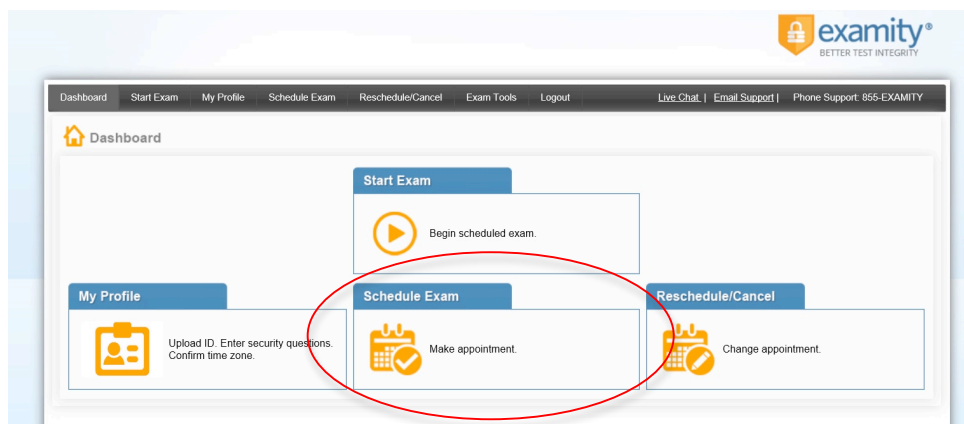 examity®
BETTER TEST INTEGRITY
Dashboard Start Exam My Profile Schedule Exam Reschedule/Cancel Exam Tools Logout Live Chat | Email Support | Phone Support: 855-EXAMITY
Dashboard
Start Exam
Begin scheduled exam.
My Profile
Upload ID. Enter security questions.
Confirm time zone.
Schedule Exam
Make appointment.
Reschedule/Cancel
Change appointment.